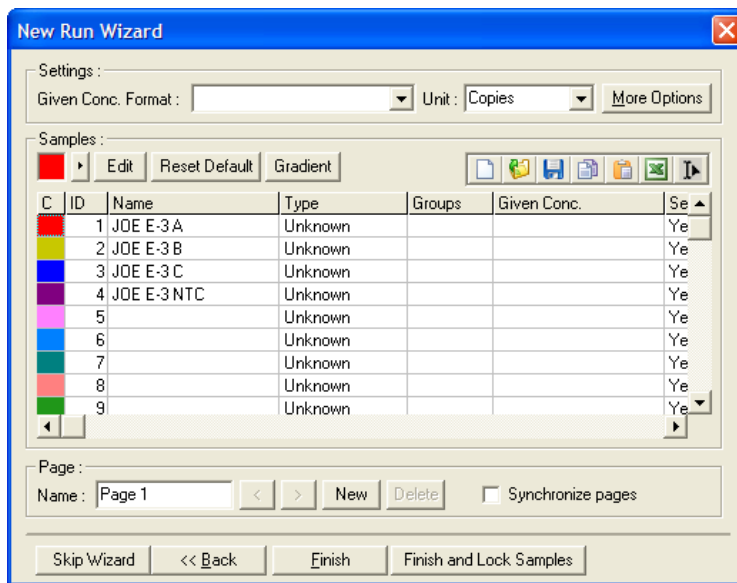 New Run Wizard
Settings :
Given Conc. Format : Unit : Copies More Options
Samples :
Edit Reset Default Gradient
C ID Name Type Groups Given Conc. Se
1 JOE E-3 A Unknown Ye
2 JOE E-3 B Unknown Ye
3 JOE E-3 C Unknown Ye
4 JOE E-3 NTC Unknown Ye
5 Unknown Ye
6 Unknown Ye
7 Unknown Ye
8 Unknown Ye
9 Unknown Ye
Page :
Name : Page 1 < > New Delete Synchronize pages
Skip Wizard << Back Finish Finish and Lock Samples